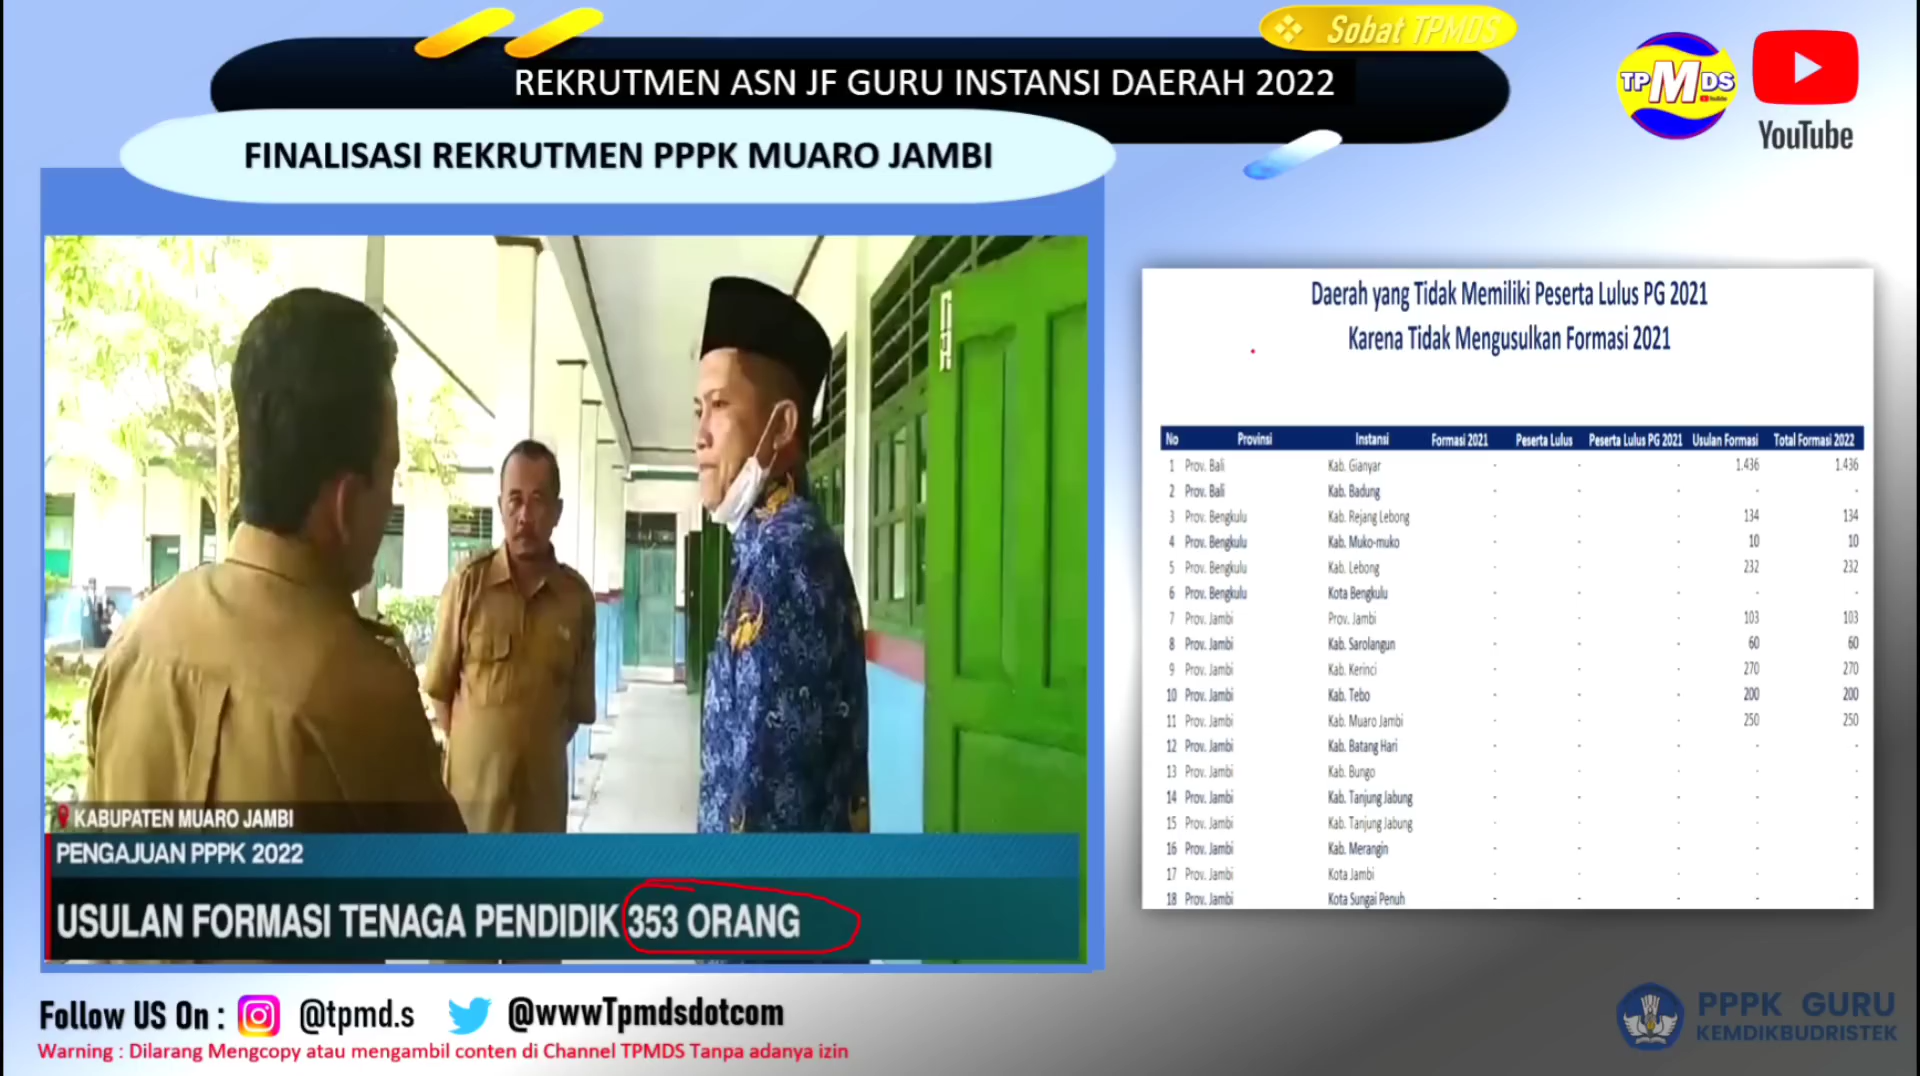 Sobat TPMDS
REKRUTMEN ASN JF GURU INSTANSI DAERAH 2022
TPMDS
YouTube
FINALISASI REKRUTMEN PPPK MUARO JAMBI
KABUPATEN MUARO JAMBI
PENGAJUAN PPPK 2022
USULAN FORMASI TENAGA PENDIDIK 353 ORANG
Daerah yang Tidak Memiliki Peserta Lulus PG 2021
Karena Tidak Mengusulkan Formasi 2021
No Provinsi Instansi Formasi 2021 Peserta Lulus Peserta Lulus PG 2021 Usulan Formasi Total Formasi 2022
1 Prov. Bali Kab. Gianyar - - - 1.436 1.436
2 Prov. Bali Kab. Badung - - - - -
3 Prov. Bengkulu Kab. Rejang Lebong - - - 134 134
4 Prov. Bengkulu Kab. Muko-muko - - - 10 10
5 Prov. Bengkulu Kab. Lebong - - - 232 232
6 Prov. Bengkulu Kota Bengkulu - - - - -
7 Prov. Jambi Prov. Jambi - - - 103 103
8 Prov. Jambi Kab. Sarolangun - - - 60 60
9 Prov. Jambi Kab. Kerinci - - - 270 270
10 Prov. Jambi Kab. Tebo - - - 200 200
11 Prov. Jambi Kab. Muaro Jambi - - - 250 250
12 Prov. Jambi Kab. Batang Hari - - - - -
13 Prov. Jambi Kab. Bungo - - - - -
14 Prov. Jambi Kab. Tanjung Jabung - - - - -
15 Prov. Jambi Kab. Tanjung Jabung - - - - -
16 Prov. Jambi Kab. Merangin - - - - -
17 Prov. Jambi Kota Jambi - - - - -
18 Prov. Jambi Kota Sungai Penuh - - - - -
Follow US On : @tpmd.s @wwwTpmdsdotcom
Warning : Dilarang Mengcopy atau mengambil conten di Channel TPMDS Tanpa adanya izin
PPPK GURU
KEMDIKBUDRISTEK